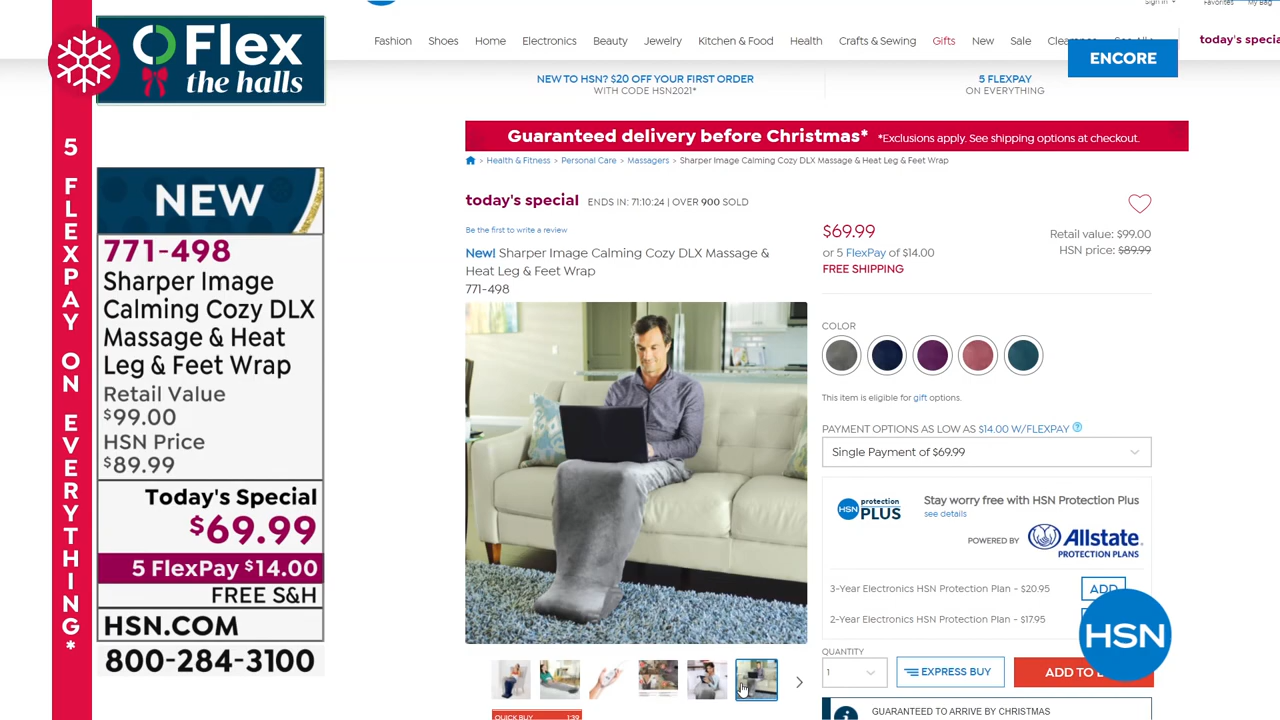 Flex
the halls
5 FLEXPAY ON EVERYTHING*
NEW
771-498
Sharper Image
Calming Cozy DLX
Massage & Heat
Leg & Feet Wrap
Retail Value
$99.00
HSN Price
$89.99
Today's Special
$69.99
5 FlexPay $14.00
FREE S&H
HSN.COM
800-284-3100
Sign in
Favorites
My Bag
Fashion Shoes Home Electronics Beauty Jewelry Kitchen & Food Health Crafts & Sewing Gifts New Sale
today's
ENCORE
NEW TO HSN? $20 OFF YOUR FIRST ORDER
WITH CODE HSN2021*
5 FLEXPAY
ON EVERYTHING
Guaranteed delivery before Christmas* *Exclusions apply. See shipping options at checkout.
> Health & Fitness > Personal Care > Massagers > Sharper Image Calming Cozy DLX Massage & Heat Leg & Feet Wrap
today's special ENDS IN: 71:10:24 | OVER 900 SOLD
Be the first to write a review
New! Sharper Image Calming Cozy DLX Massage &
Heat Leg & Feet Wrap
771-498
$69.99
or 5 FlexPay of $14.00
FREE SHIPPING
Retail value: $99.00
HSN price: $89.99
COLOR
This item is eligible for gift options.
PAYMENT OPTIONS AS LOW AS $14.00 W/FLEXPAY ?
Single Payment of $69.99
HSN protection PLUS
Stay worry free with HSN Protection Plus
see details
POWERED BY Allstate
PROTECTION PLANS
3-Year Electronics HSN Protection Plan - $20.95 ADD
2-Year Electronics HSN Protection Plan - $17.95
HSN
QUANTITY
1
EXPRESS BUY
ADD TO
GUARANTEED TO ARRIVE BY CHRISTMAS
QUICK BUY 1:39